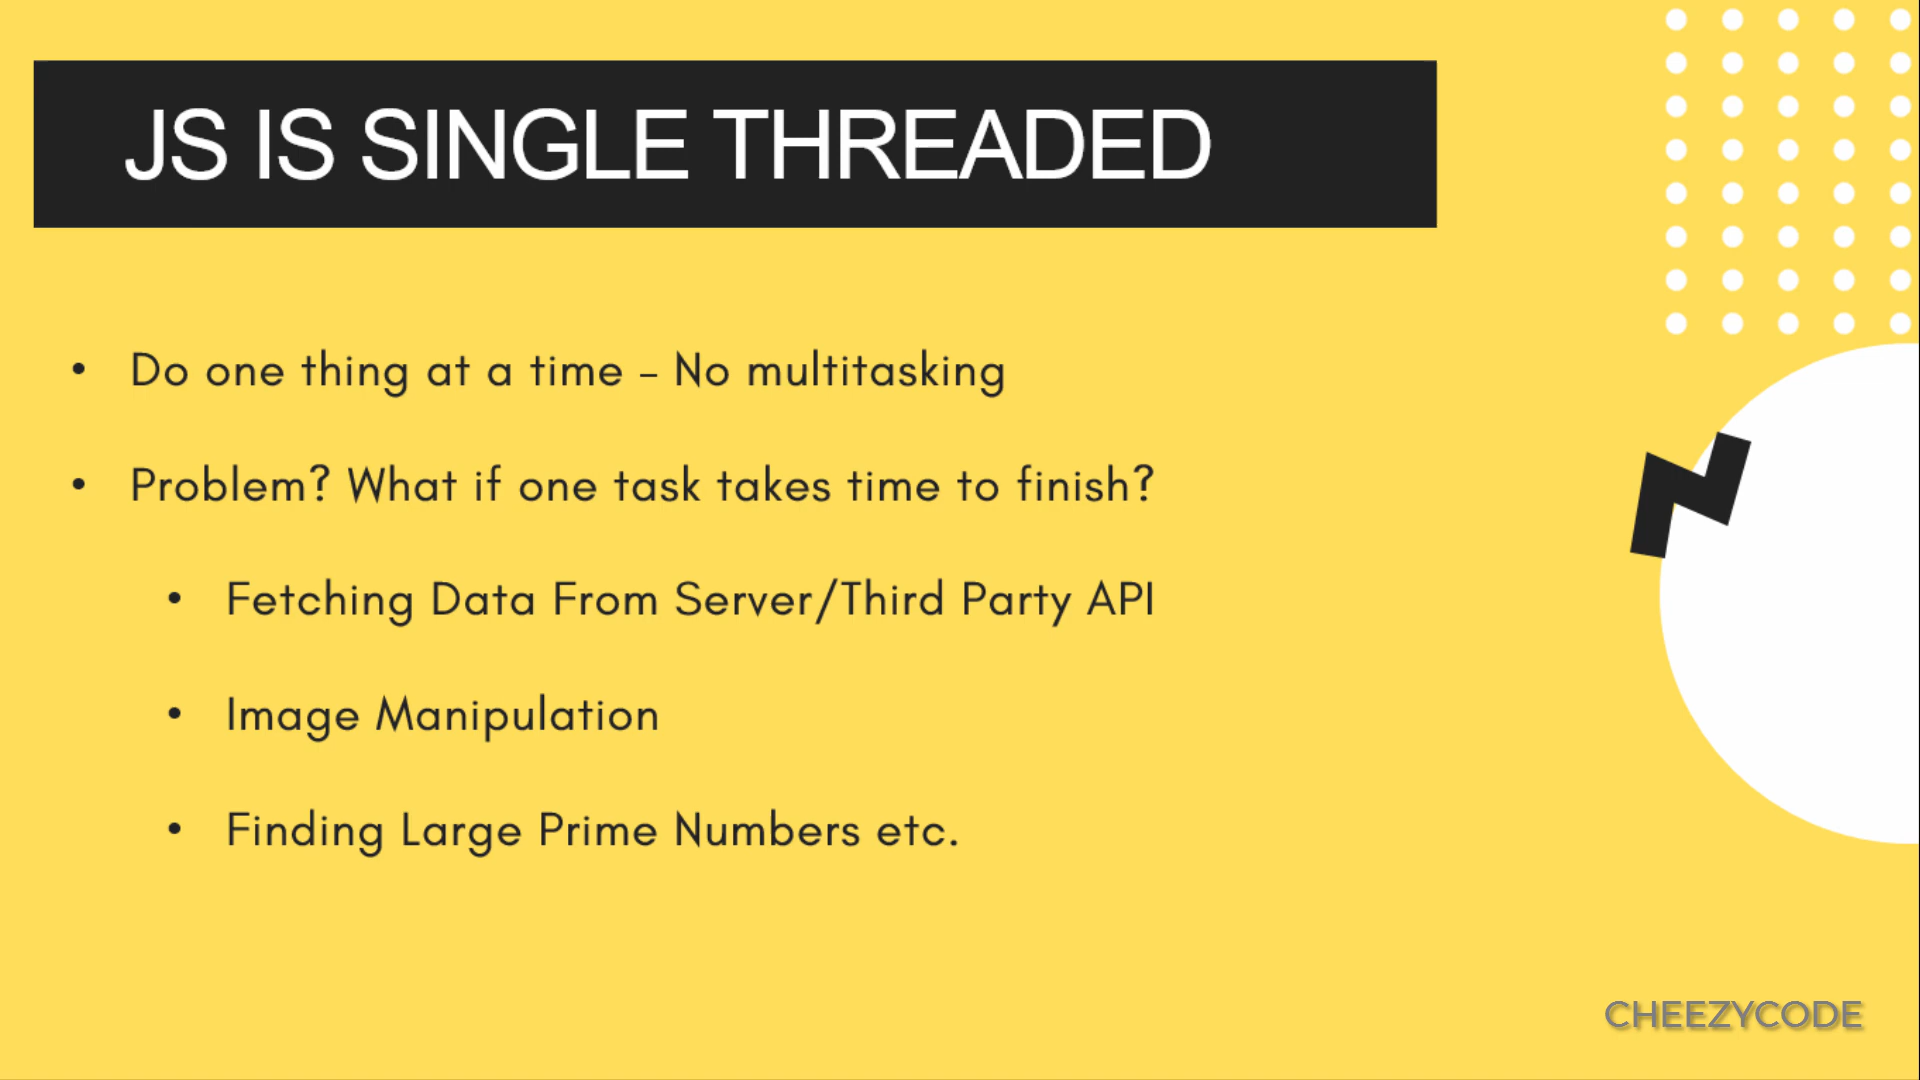 JS IS SINGLE THREADED
• Do one thing at a time – No multitasking
• Problem? What if one task takes time to finish?
• Fetching Data From Server/Third Party API
• Image Manipulation
• Finding Large Prime Numbers etc.
CHEEZYCODE